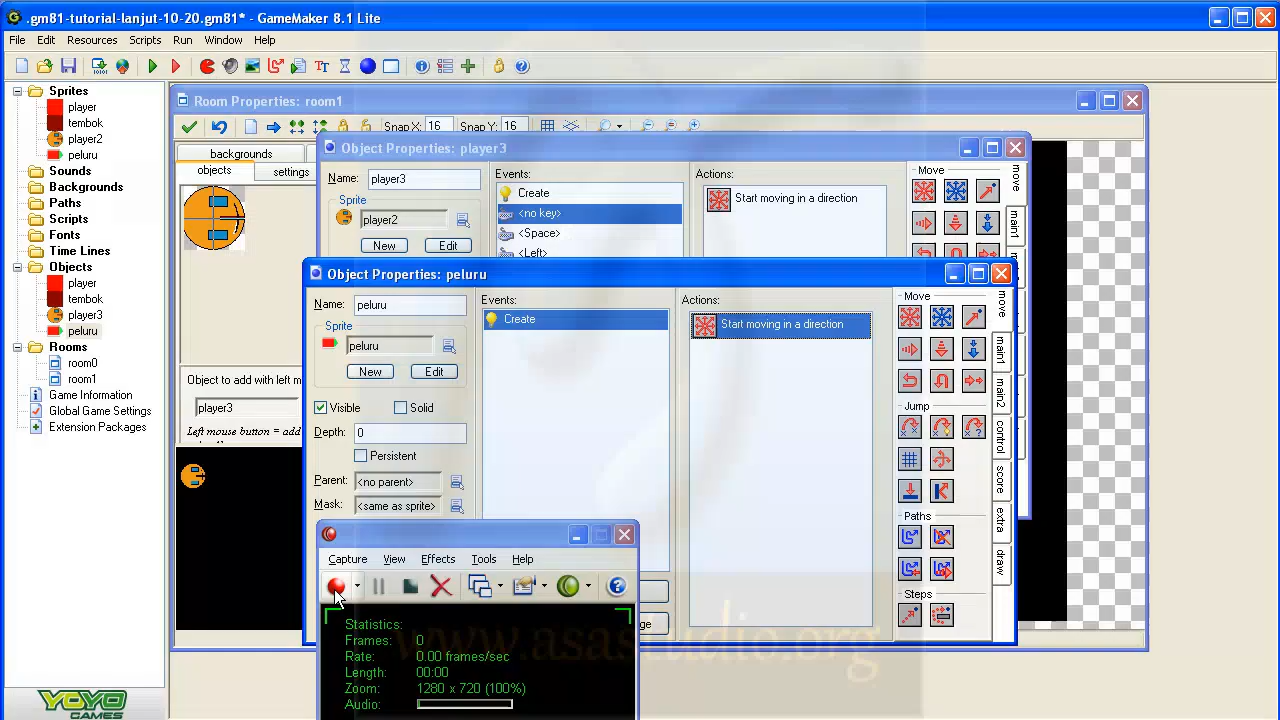 .gm81-tutorial-lanjut-10-20.gm81* - GameMaker 8.1 Lite
File Edit Resources Scripts Run Window Help
Sprites
player
tembok
player2
peluru
Sounds
Backgrounds
Paths
Scripts
Fonts
Time Lines
Objects
player
tembok
player3
peluru
Rooms
room0
room1
Game Information
Global Game Settings
Extension Packages
YOYO
GAMES
Room Properties: room1
Snap X: 16 Snap Y: 16
backgrounds
objects settings
Object to add with left m
player3
Left mouse button = add
Object Properties: player3
Name: player3
Sprite
player2
New Edit
Events:
Create
<no key>
<Space>
<Left>
Actions:
Start moving in a direction
Move
move
main1
Object Properties: peluru
Name: peluru
Sprite
peluru
New Edit
Visible Solid
Depth: 0
Persistent
Parent: <no parent>
Mask: <same as sprite>
Events:
Create
Actions:
Start moving in a direction
Move
Jump
Paths
Steps
move
main1
main2
control
score
extra
draw
Capture View Effects Tools Help
Statistics:
Frames: 0
Rate: 0.00 frames/sec
Length: 00:00
Zoom: 1280 x 720 (100%)
Audio:
www.asastudio.org